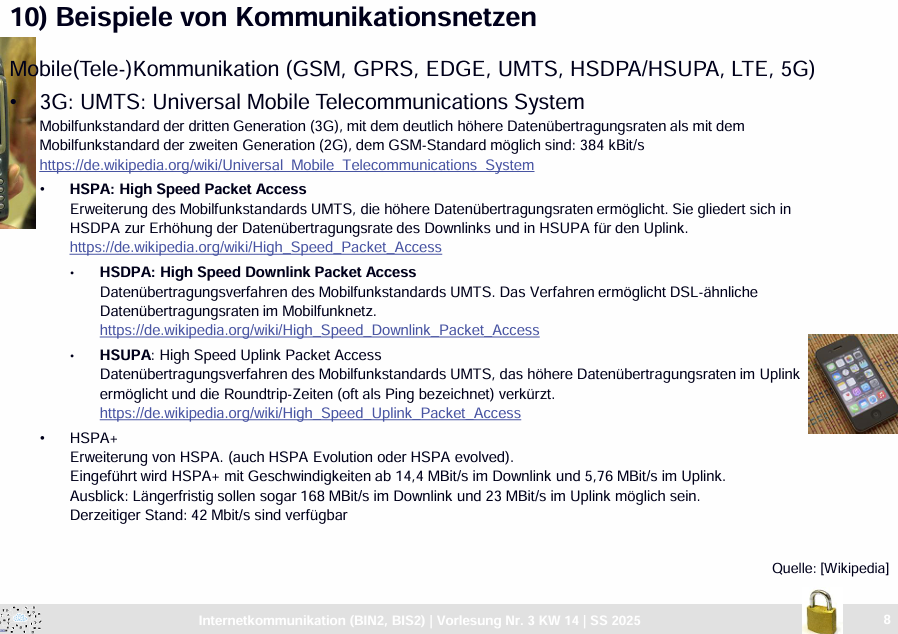 10) Beispiele von Kommunikationsnetzen
Mobile(Tele-)Kommunikation (GSM, GPRS, EDGE, UMTS, HSDPA/HSUPA, LTE, 5G)
• 3G: UMTS: Universal Mobile Telecommunications System
Mobilfunkstandard der dritten Generation (3G), mit dem deutlich höhere Datenübertragungsraten als mit dem
Mobilfunkstandard der zweiten Generation (2G), dem GSM-Standard möglich sind: 384 kBit/s
https://de.wikipedia.org/wiki/Universal_Mobile_Telecommunications_System
• HSPA: High Speed Packet Access
Erweiterung des Mobilfunkstandards UMTS, die höhere Datenübertragungsraten ermöglicht. Sie gliedert sich in
HSDPA zur Erhöhung der Datenübertragungsrate des Downlinks und in HSUPA für den Uplink.
https://de.wikipedia.org/wiki/High_Speed_Packet_Access
• HSDPA: High Speed Downlink Packet Access
Datenübertragungsverfahren des Mobilfunkstandards UMTS. Das Verfahren ermöglicht DSL-ähnliche
Datenübertragungsraten im Mobilfunknetz.
https://de.wikipedia.org/wiki/High_Speed_Downlink_Packet_Access
• HSUPA: High Speed Uplink Packet Access
Datenübertragungsverfahren des Mobilfunkstandards UMTS, das höhere Datenübertragungsraten im Uplink
ermöglicht und die Roundtrip-Zeiten (oft als Ping bezeichnet) verkürzt.
https://de.wikipedia.org/wiki/High_Speed_Uplink_Packet_Access
• HSPA+
Erweiterung von HSPA. (auch HSPA Evolution oder HSPA evolved).
Eingeführt wird HSPA+ mit Geschwindigkeiten ab 14,4 MBit/s im Downlink und 5,76 MBit/s im Uplink.
Ausblick: Längerfristig sollen sogar 168 MBit/s im Downlink und 23 MBit/s im Uplink möglich sein.
Derzeitiger Stand: 42 Mbit/s sind verfügbar
Quelle: [Wikipedia]
Internetkommunikation (BIN2, BIS2) | Vorlesung Nr. 3 KW 14 | SS 2025
8